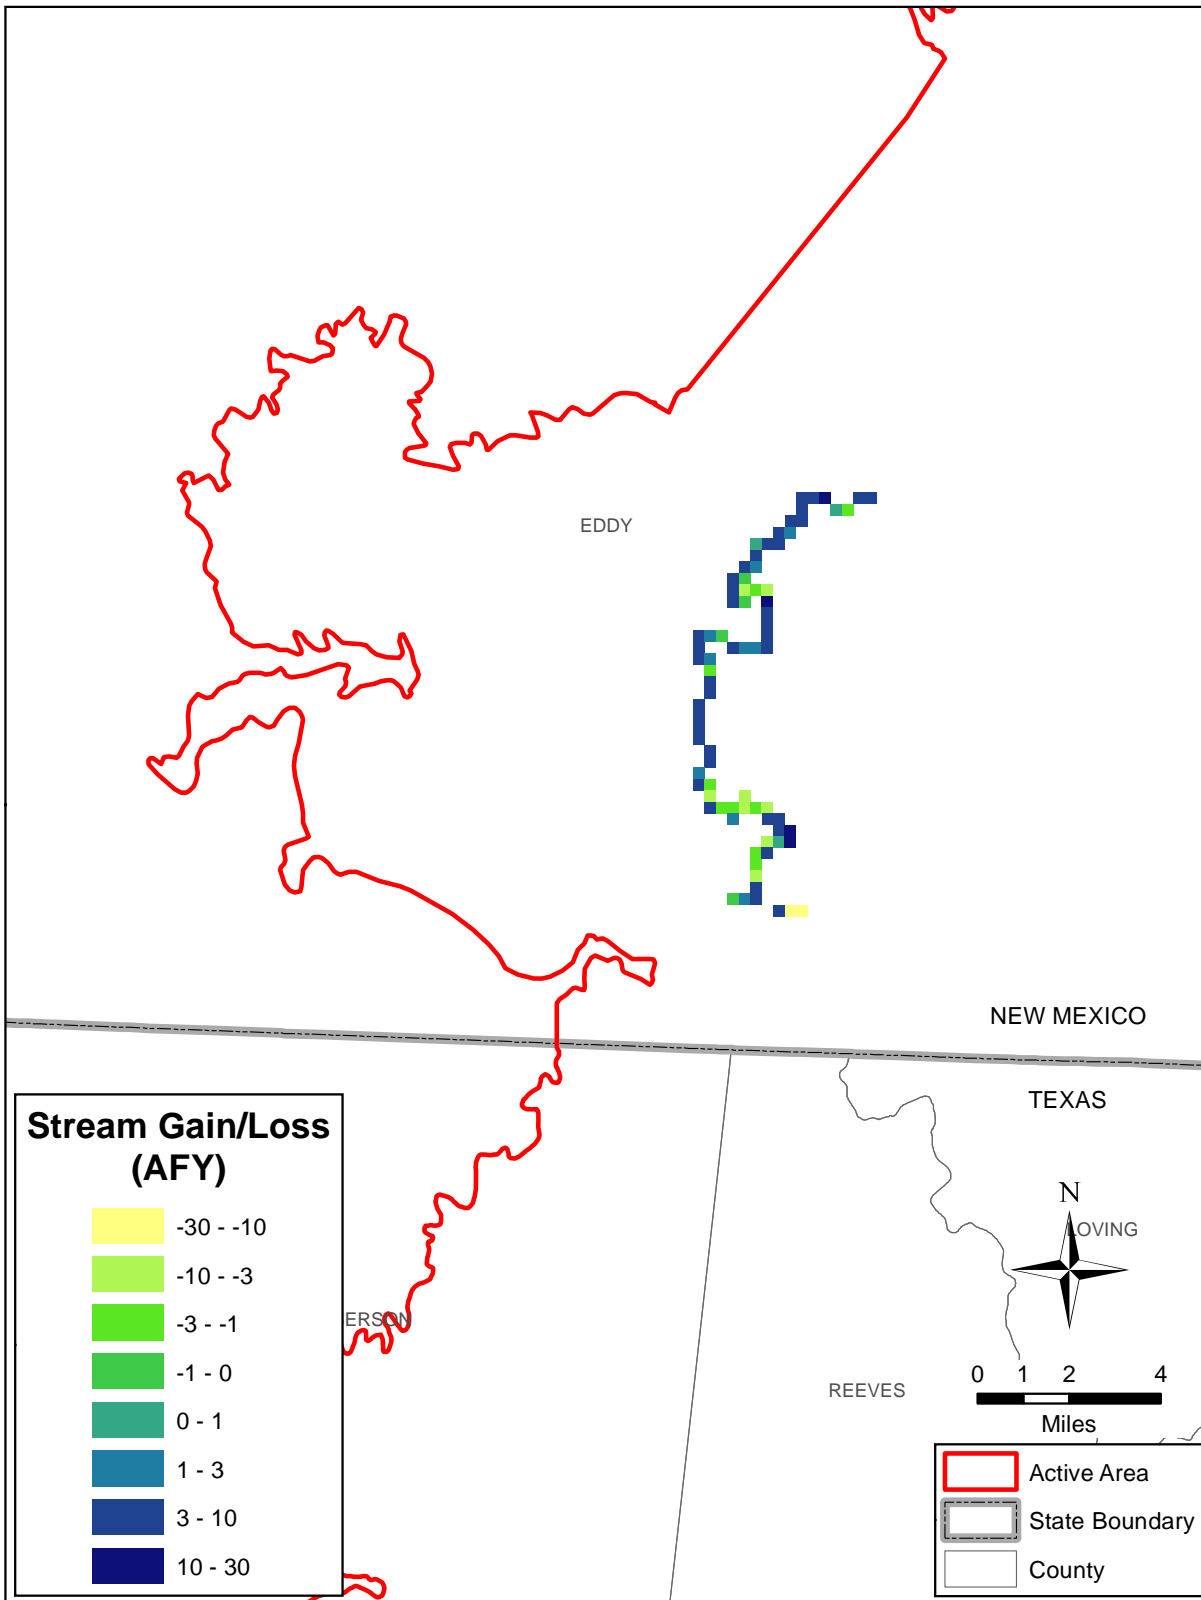 EDDY
NEW MEXICO
TEXAS
Stream Gain/Loss
(AFY)
-30 - -10
-10 - -3
-3 - -1
-1 - 0
0 - 1
1 - 3
3 - 10
10 - 30
ERSON
N
LOVING
REEVES
0 1 2 4
Miles
Active Area
State Boundary
County